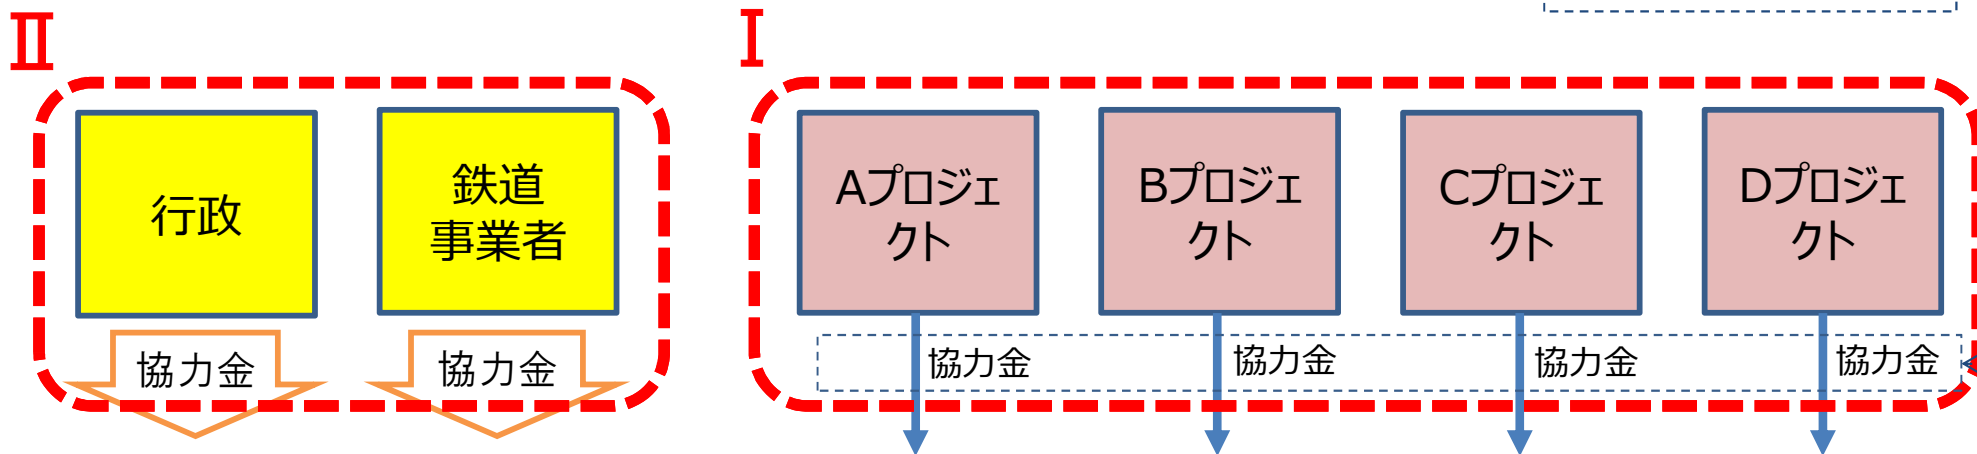 Ⅱ
Ⅰ
行政
鉄道
事業者
Aプロジェ
クト
Bプロジェ
クト
Cプロジェ
クト
Dプロジェ
クト
協力金
協力金
協力金
協力金
協力金
協力金